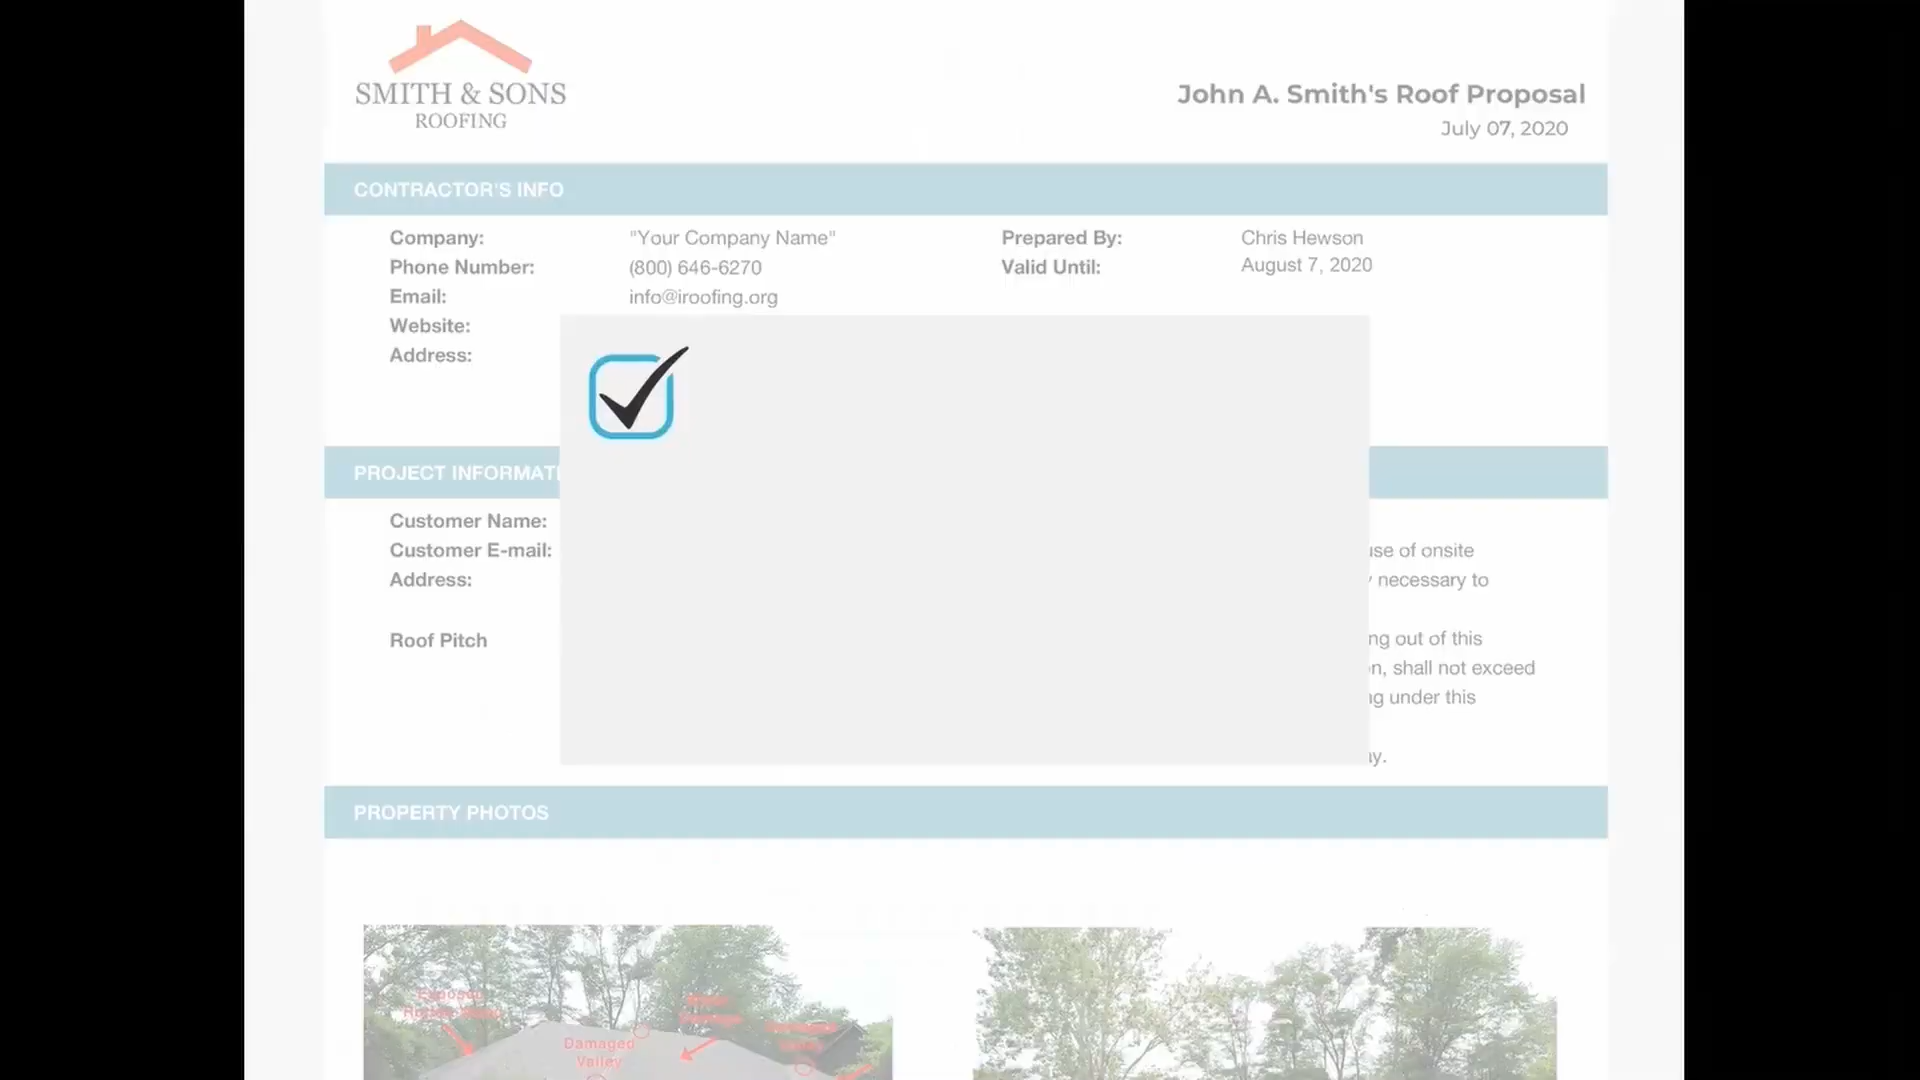 SMITH & SONS
ROOFING
John A. Smith's Roof Proposal
July 07, 2020
CONTRACTOR'S INFO
Company: "Your Company Name" Prepared By: Chris Hewson
Phone Number: (800) 646-6270 Valid Until: August 7, 2020
Email: info@iroofing.org
Website:
Address:
PROJECT INFORMATI
Customer Name:
Customer E-mail: use of onsite
Address: necessary to
Roof Pitch ng out of this
n, shall not exceed
ng under this
y.
PROPERTY PHOTOS
Damaged
Valley